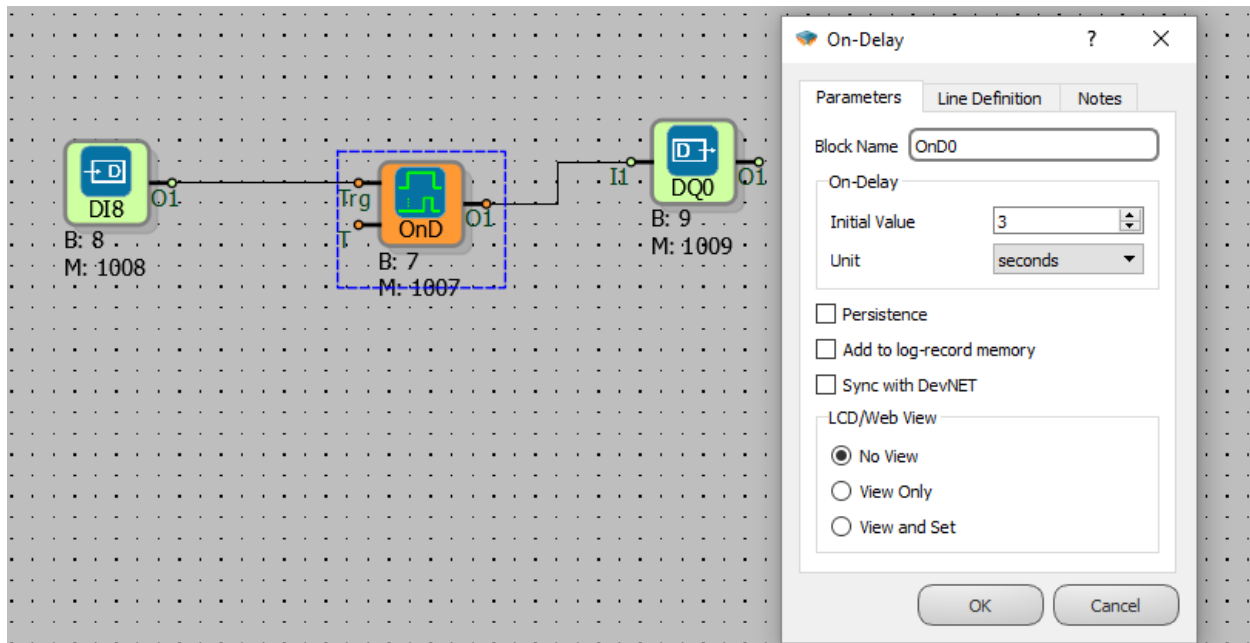 DI8
O1
B: 8
M: 1008
Trg
T
OnD
O1
B: 7
M: 1007
I1
DQ0
O1
B: 9
M: 1009
On-Delay
?
Parameters
Line Definition
Notes
Block Name OnD0
On-Delay
Initial Value 3
Unit seconds
Persistence
Add to log-record memory
Sync with DevNET
LCD/Web View
No View
View Only
View and Set
OK
Cancel